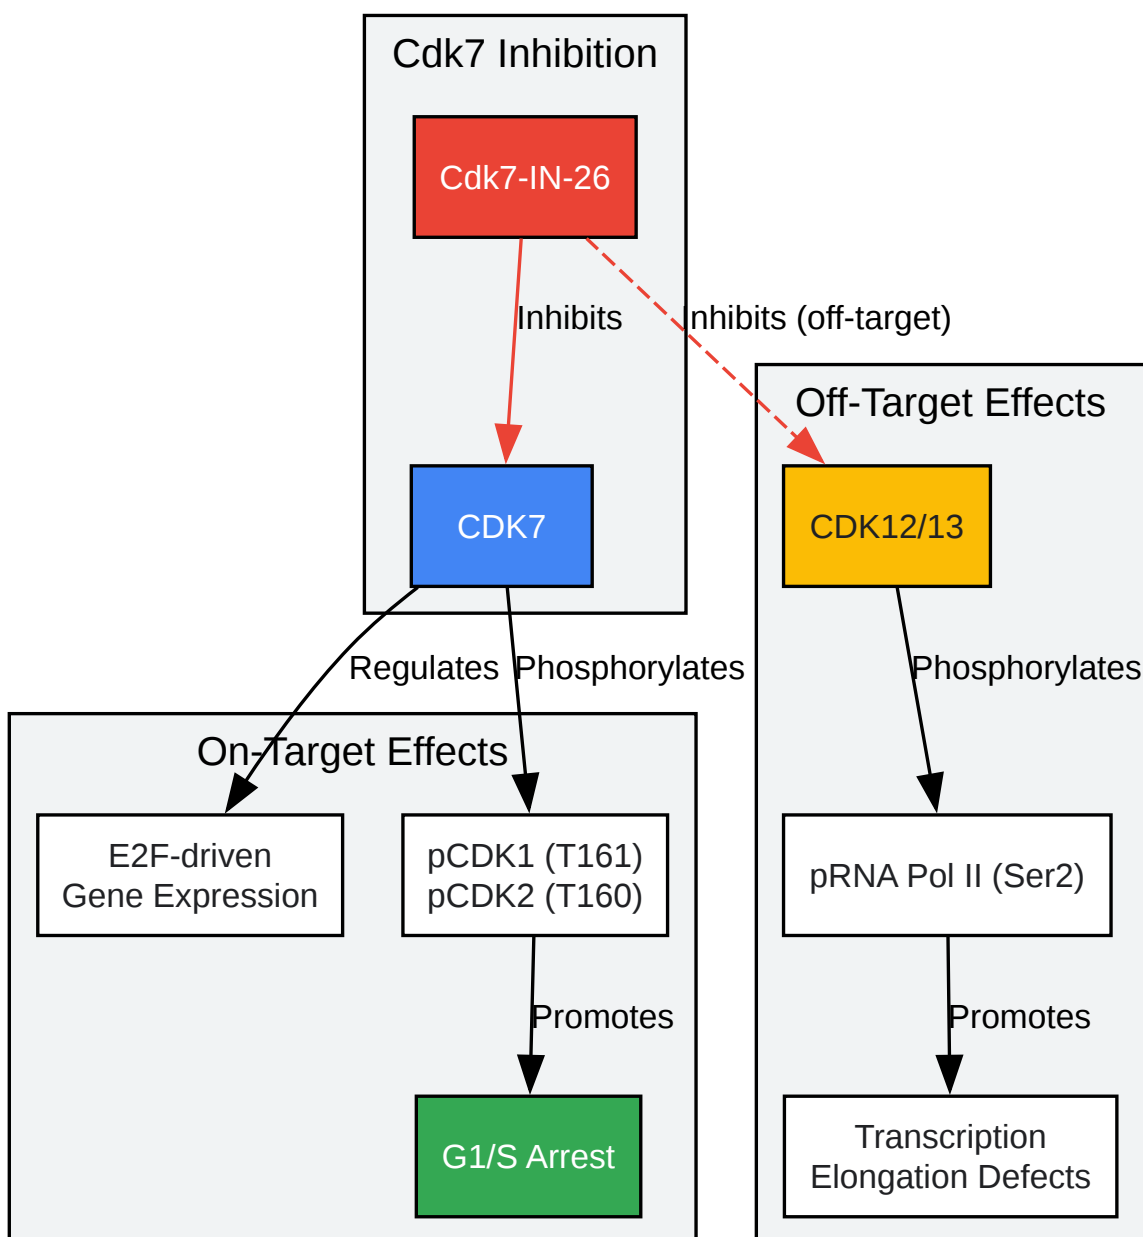 Cdk7 Inhibition
Cdk7-IN-26
Inhibits
Inhibits (off-target)
Off-Target Effects
CDK7
CDK12/13
Regulates
Phosphorylates
Phosphorylates
On-Target Effects
E2F-driven
Gene Expression
pCDK1 (T161)
pCDK2 (T160)
pRNA Pol II (Ser2)
Promotes
Promotes
G1/S Arrest
Transcription
Elongation Defects